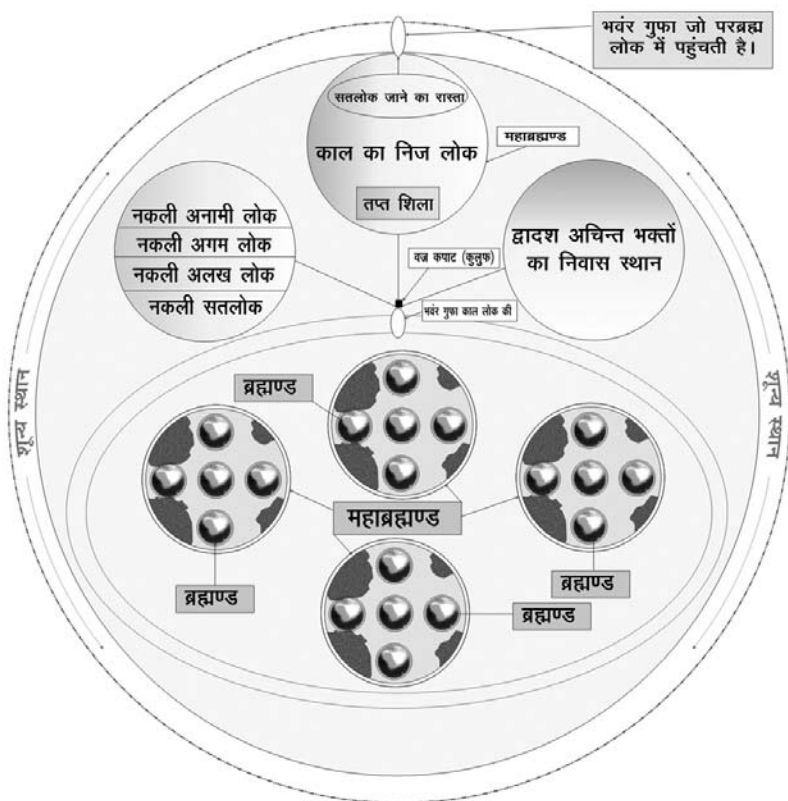 भवंर गुफा जो परब्रह्म
लोक में पहुंचती है।
सतलोक जाने का रास्ता
काल का निज लोक
महाब्रह्मण्ड
तप्त शिला
नकली अनामी लोक
नकली अगम लोक
नकली अलख लोक
नकली सतलोक
द्वादश अचिन्त भक्तों
का निवास स्थान
वज्र कपाट (कुलुफ)
भवंर गुफा काल लोक की
शून्य स्थान
शून्य स्थान
ब्रह्मण्ड
महाब्रह्मण्ड
ब्रह्मण्ड
ब्रह्मण्ड
ब्रह्मण्ड